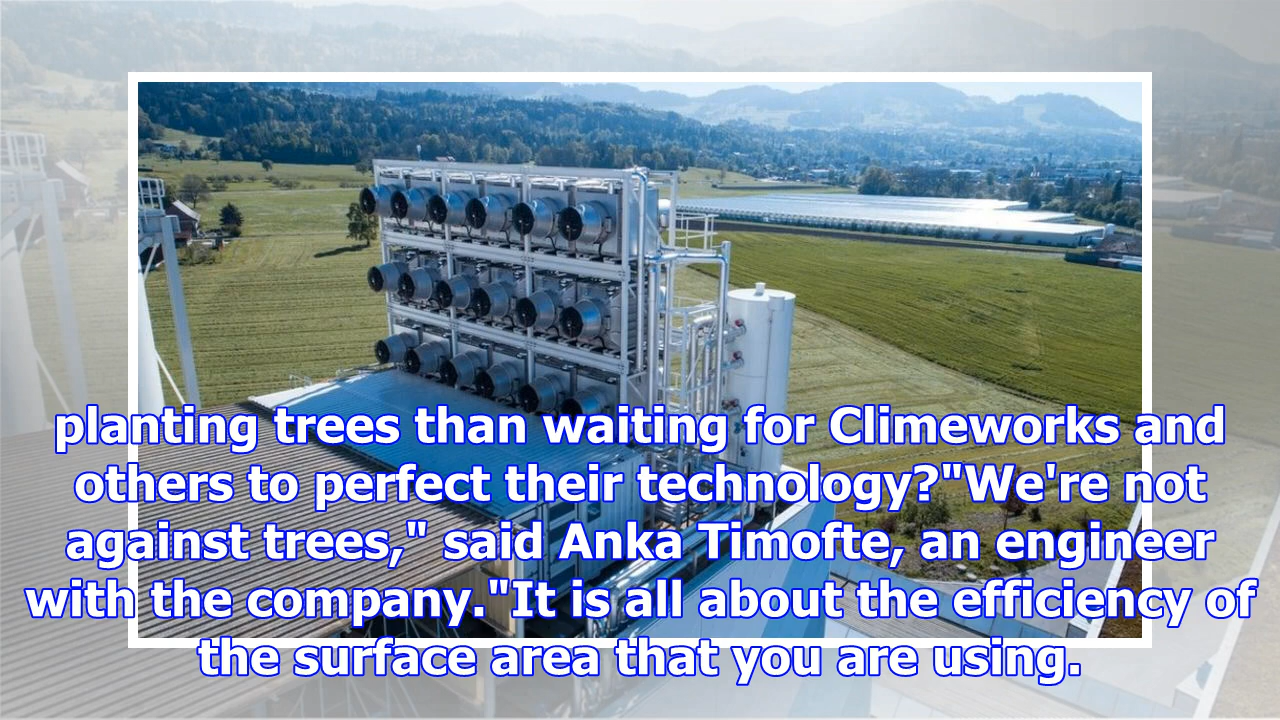 planting trees than waiting for Climeworks and
others to perfect their technology?"We're not
against trees," said Anka Timofte, an engineer
with the company."It is all about the efficiency of
the surface area that you are using.